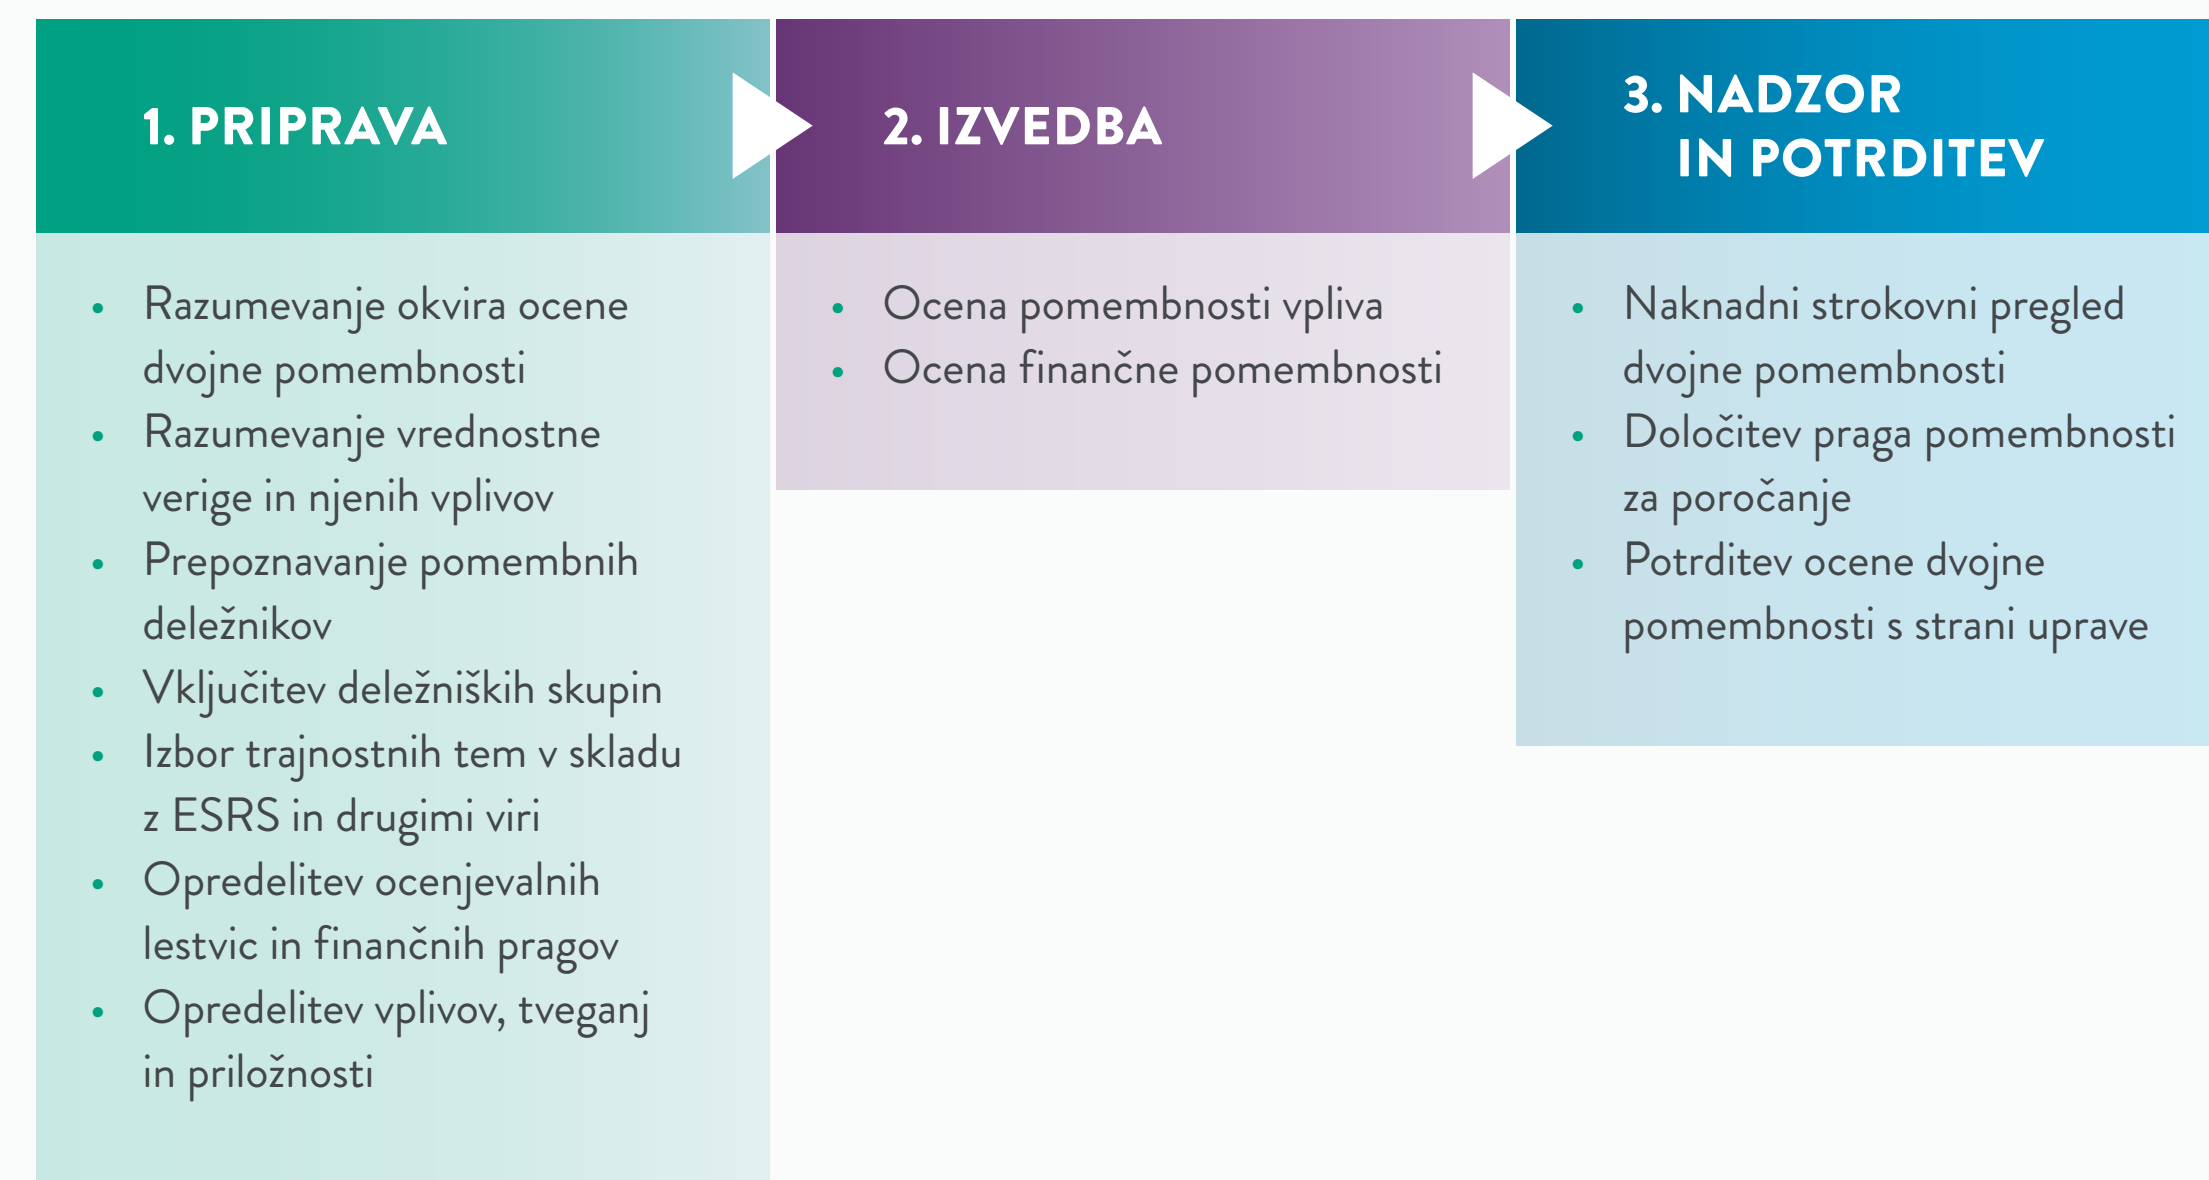 1. PRIPRAVA
• Razumevanje okvira ocene
dvojne pomembnosti
• Razumevanje vrednostne
verige in njenih vplivov
• Prepoznavanje pomembnih
deležnikov
• Vključitev deležniških skupin
• Izbor trajnostnih tem v skladu
z ESRS in drugimi viri
• Opredelitev ocenjevalnih
lestvic in finančnih pragov
• Opredelitev vplivov, tveganj
in priložnosti
2. IZVEDBA
• Ocena pomembnosti vpliva
• Ocena finančne pomembnosti
3. NADZOR
IN POTRDITEV
• Naknadni strokovni pregled
dvojne pomembnosti
• Določitev praga pomembnosti
za poročanje
• Potrditev ocene dvojne
pomembnosti s strani uprave